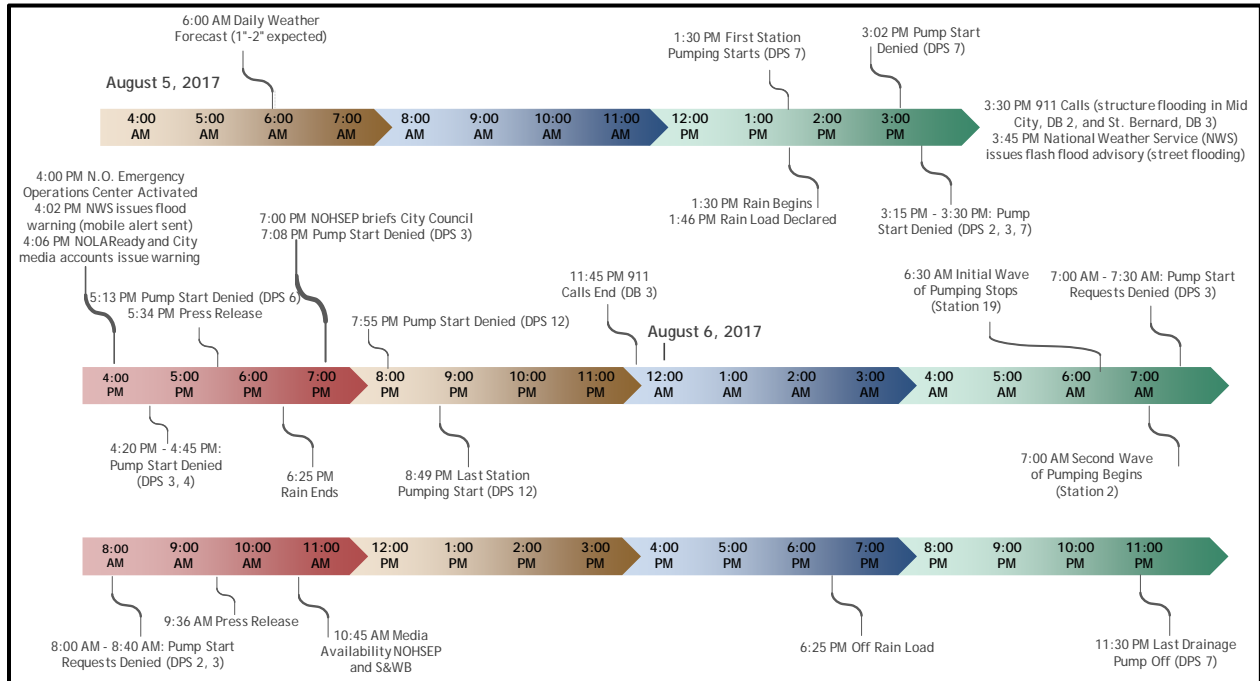 6:00 AM Daily Weather
Forecast (1"-2" expected)
1:30 PM First Station
Pumping Starts (DPS 7)
3:02 PM Pump Start
Denied (DPS 7)
August 5, 2017
4:00 AM
5:00 AM
6:00 AM
7:00 AM
8:00 AM
9:00 AM
10:00 AM
11:00 AM
12:00 PM
1:00 PM
2:00 PM
3:00 PM
3:30 PM 911 Calls (structure flooding in Mid
City, DB 2, and St. Bernard, DB 3)
3:45 PM National Weather Service (NWS)
issues flash flood advisory (street flooding)
1:30 PM Rain Begins
1:46 PM Rain Load Declared
3:15 PM - 3:30 PM: Pump
Start Denied (DPS 2, 3, 7)
4:00 PM N.O. Emergency
Operations Center Activated
4:02 PM NWS issues flood
warning (mobile alert sent)
4:06 PM NOLAReady and City
media accounts issue warning
5:13 PM Pump Start Denied (DPS 6)
5:34 PM Press Release
7:00 PM NOHSEP briefs City Council
7:08 PM Pump Start Denied (DPS 3)
7:55 PM Pump Start Denied (DPS 12)
11:45 PM 911
Calls End (DB 3)
August 6, 2017
6:30 AM Initial Wave
of Pumping Stops
(Station 19)
7:00 AM - 7:30 AM: Pump Start
Requests Denied (DPS 3)
4:00 PM
5:00 PM
6:00 PM
7:00 PM
8:00 PM
9:00 PM
10:00 PM
11:00 PM
12:00 AM
1:00 AM
2:00 AM
3:00 AM
4:00 AM
5:00 AM
6:00 AM
7:00 AM
4:20 PM - 4:45 PM:
Pump Start Denied
(DPS 3, 4)
6:25 PM
Rain Ends
8:49 PM Last Station
Pumping Start (DPS 12)
7:00 AM Second Wave
of Pumping Begins
(Station 2)
8:00 AM
9:00 AM
10:00 AM
11:00 AM
12:00 PM
1:00 PM
2:00 PM
3:00 PM
4:00 PM
5:00 PM
6:00 PM
7:00 PM
8:00 PM
9:00 PM
10:00 PM
11:00 PM
8:00 AM - 8:40 AM: Pump Start
Requests Denied (DPS 2, 3)
9:36 AM Press Release
10:45 AM Media
Availability NOHSEP
and S&WB
6:25 PM Off Rain Load
11:30 PM Last Drainage
Pump Off (DPS 7)